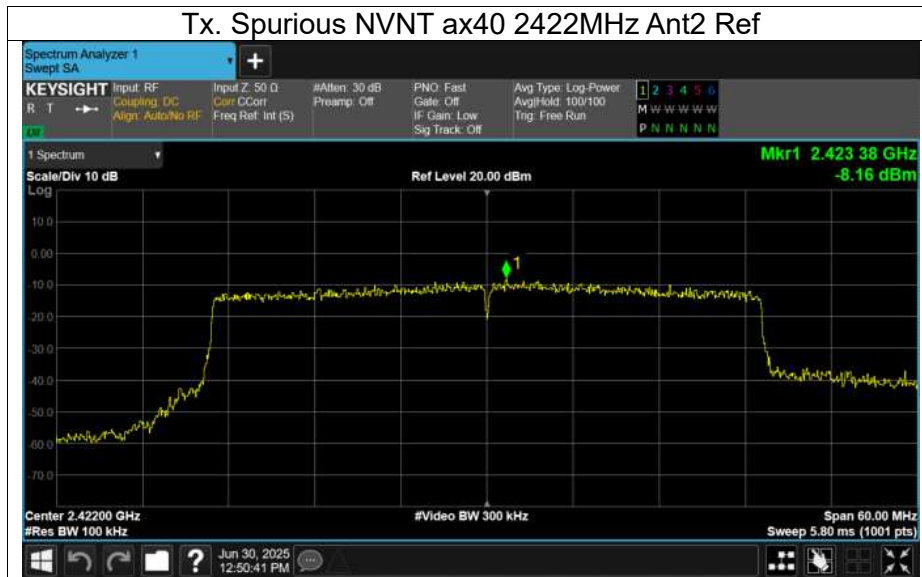 Tx. Spurious NVNT ax40 2422MHz Ant2 Ref
Spectrum Analyzer 1
Swept SA
+
KEYSIGHT
R T
Input: RF
Coupling: DC
Align: Auto/No RF
Input Z: 50 Ω
Corr CCorr
Freq Ref: Int (S)
#Atten: 30 dB
Preamp: Off
PNO: Fast
Gate: Off
IF Gain: Low
Sig Track: Off
Avg Type: Log-Power
Avg|Hold: 100/100
Trig: Free Run
1 2 3 4 5 6
M W W W W W
P N N N N N
1 Spectrum
Scale/Div 10 dB
Ref Level 20.00 dBm
Mkr1 2.423 38 GHz
-8.16 dBm
Log
10.0
0.00
-10.0
-20.0
-30.0
-40.0
-50.0
-60.0
-70.0
1
Center 2.42200 GHz
#Res BW 100 kHz
#Video BW 300 kHz
Span 60.00 MHz
Sweep 5.80 ms (1001 pts)
?
Jun 30, 2025
12:50:41 PM